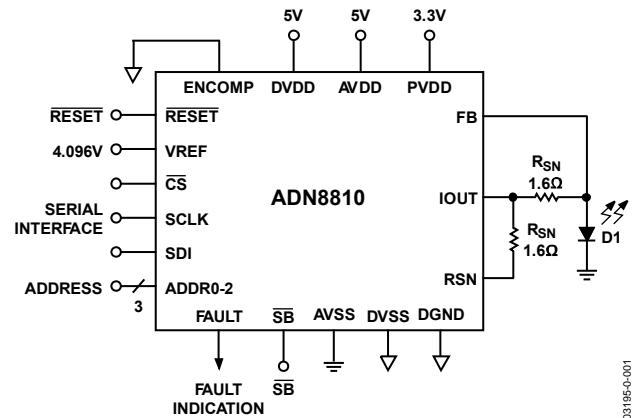 5V
5V
3.3V
ENCOMP
DVDD
AVDD
PVDD
RESET
RESET
FB
4.096V
VREF
CS
ADN8810
IOUT
RSN
1.6Ω
SERIAL
INTERFACE
SCLK
RSN
1.6Ω
D1
SDI
RSN
ADDRESS
3
ADDR0-2
FAULT
SB
AVSS
DVSS
DGND
FAULT
INDICATION
SB
03195-0-001